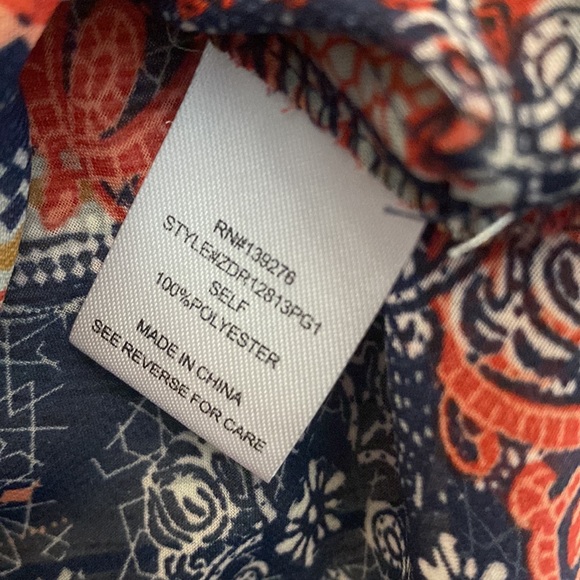 RN#139276
STYLE#ZDR12813PG1
SELF
100%POLYESTER
MADE IN CHINA
SEE REVERSE FOR CARE